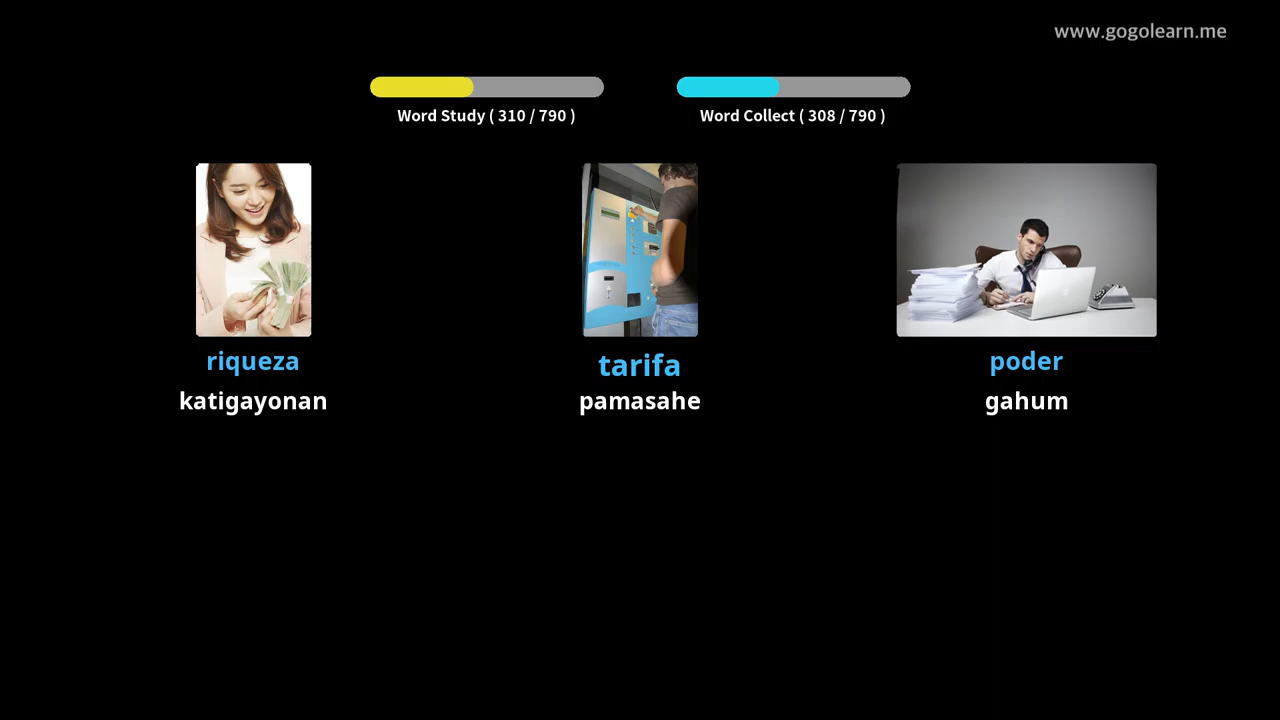 www.gogolearn.me
Word Study ( 310 / 790 )
Word Collect ( 308 / 790 )
riqueza
katigayonan
tarifa
pamasahe
poder
gahum